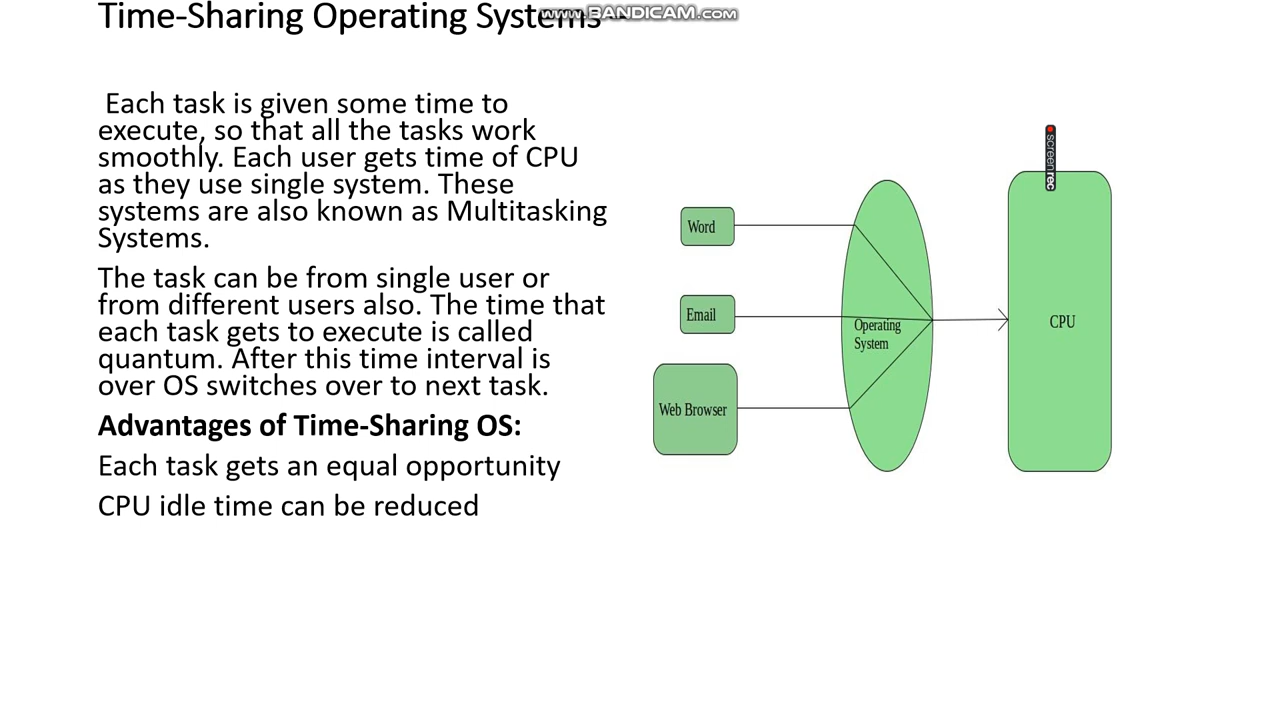 Time-Sharing Operating Systems–
www.BANDICAM.com
Each task is given some time to
execute, so that all the tasks work
smoothly. Each user gets time of CPU
as they use single system. These
systems are also known as Multitasking
Systems.
The task can be from single user or
from different users also. The time that
each task gets to execute is called
quantum. After this time interval is
over OS switches over to next task.
Advantages of Time-Sharing OS:
Each task gets an equal opportunity
CPU idle time can be reduced
Word
Email
Web Browser
Operating
System
CPU
screenrec